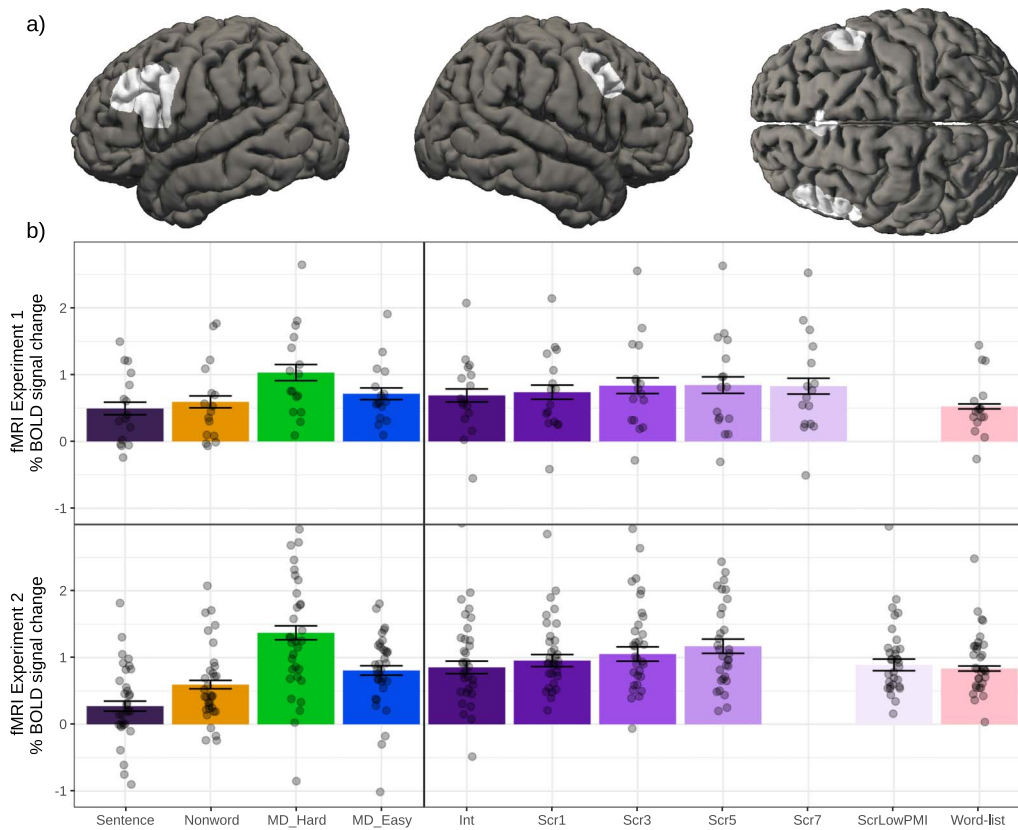 a)
b)
fMRI Experiment 1
% BOLD signal change
2
1
0
-1
fMRI Experiment 2
% BOLD signal change
2
1
0
-1
Sentence Nonword MD_Hard MD_Easy Int Scr1 Scr3 Scr5 Scr7 ScrLowPMI Word-list